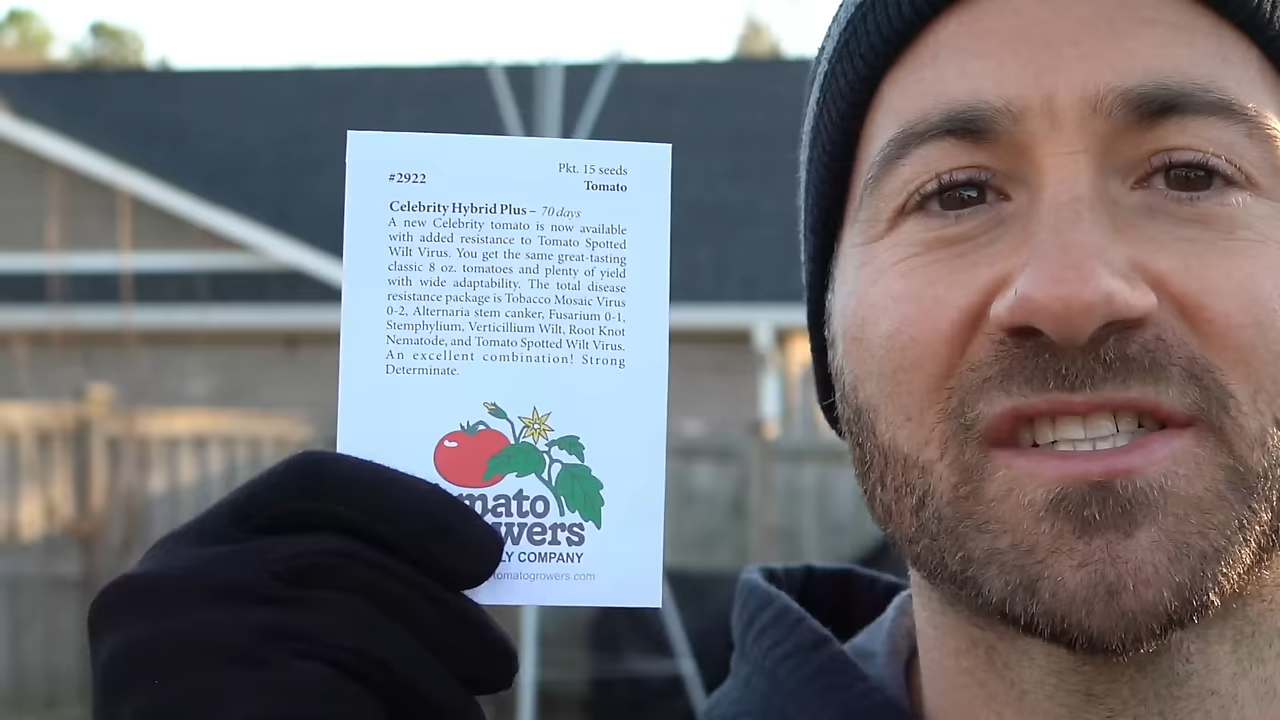 #2922
Pkt. 15 seeds
Tomato
Celebrity Hybrid Plus – 70 days
A new Celebrity tomato is now available
with added resistance to Tomato Spotted
Wilt Virus. You get the same great-tasting
classic 8 oz. tomatoes and plenty of yield
with wide adaptability. The total disease
resistance package is Tobacco Mosaic Virus
0-2, Alternaria stem canker, Fusarium 0-1,
Stemphylium, Verticillium Wilt, Root Knot
Nematode, and Tomato Spotted Wilt Virus.
An excellent combination! Strong
Determinate.
mato
wers
LY COMPANY
tomatogrowers.com